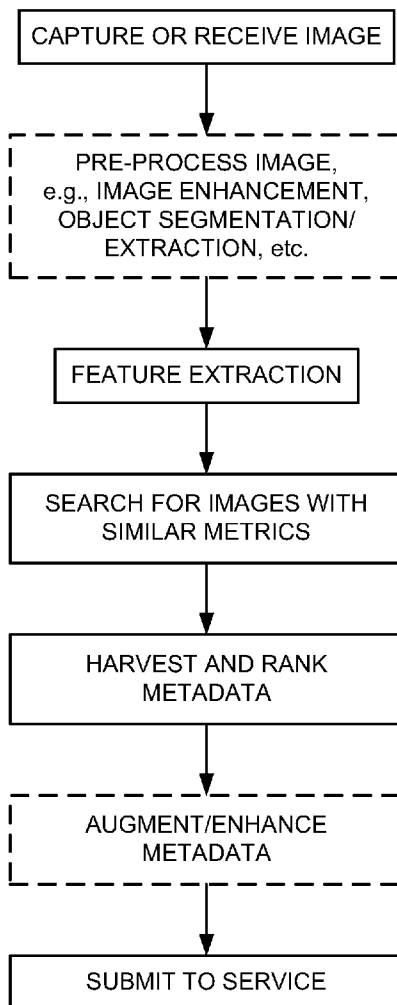 CAPTURE OR RECEIVE IMAGE
PRE-PROCESS IMAGE,
e.g., IMAGE ENHANCEMENT,
OBJECT SEGMENTATION/
EXTRACTION, etc.
FEATURE EXTRACTION
SEARCH FOR IMAGES WITH
SIMILAR METRICS
HARVEST AND RANK
METADATA
AUGMENT/ENHANCE
METADATA
SUBMIT TO SERVICE